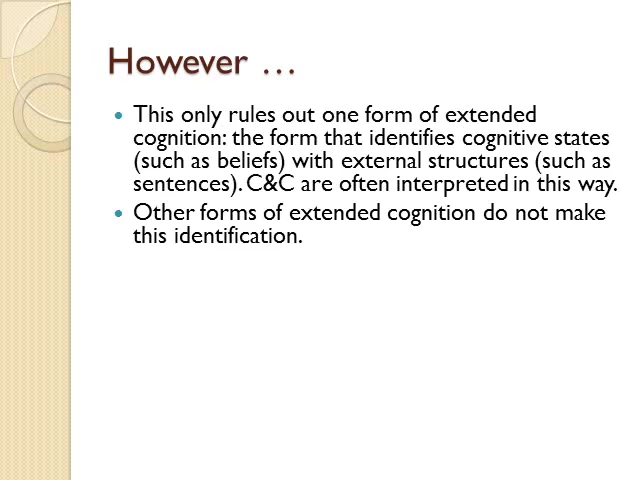 However …
• This only rules out one form of extended
cognition: the form that identifies cognitive states
(such as beliefs) with external structures (such as
sentences). C&C are often interpreted in this way.
• Other forms of extended cognition do not make
this identification.